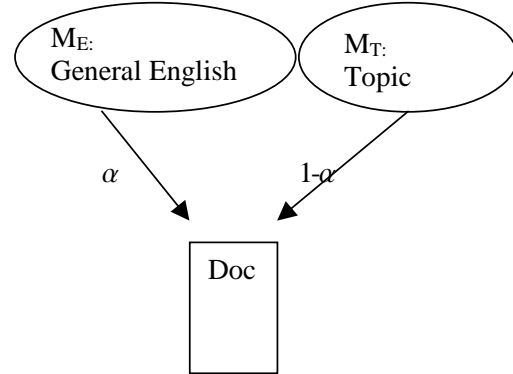 M_E:
General English
M_T:
Topic
α
1-α
Doc